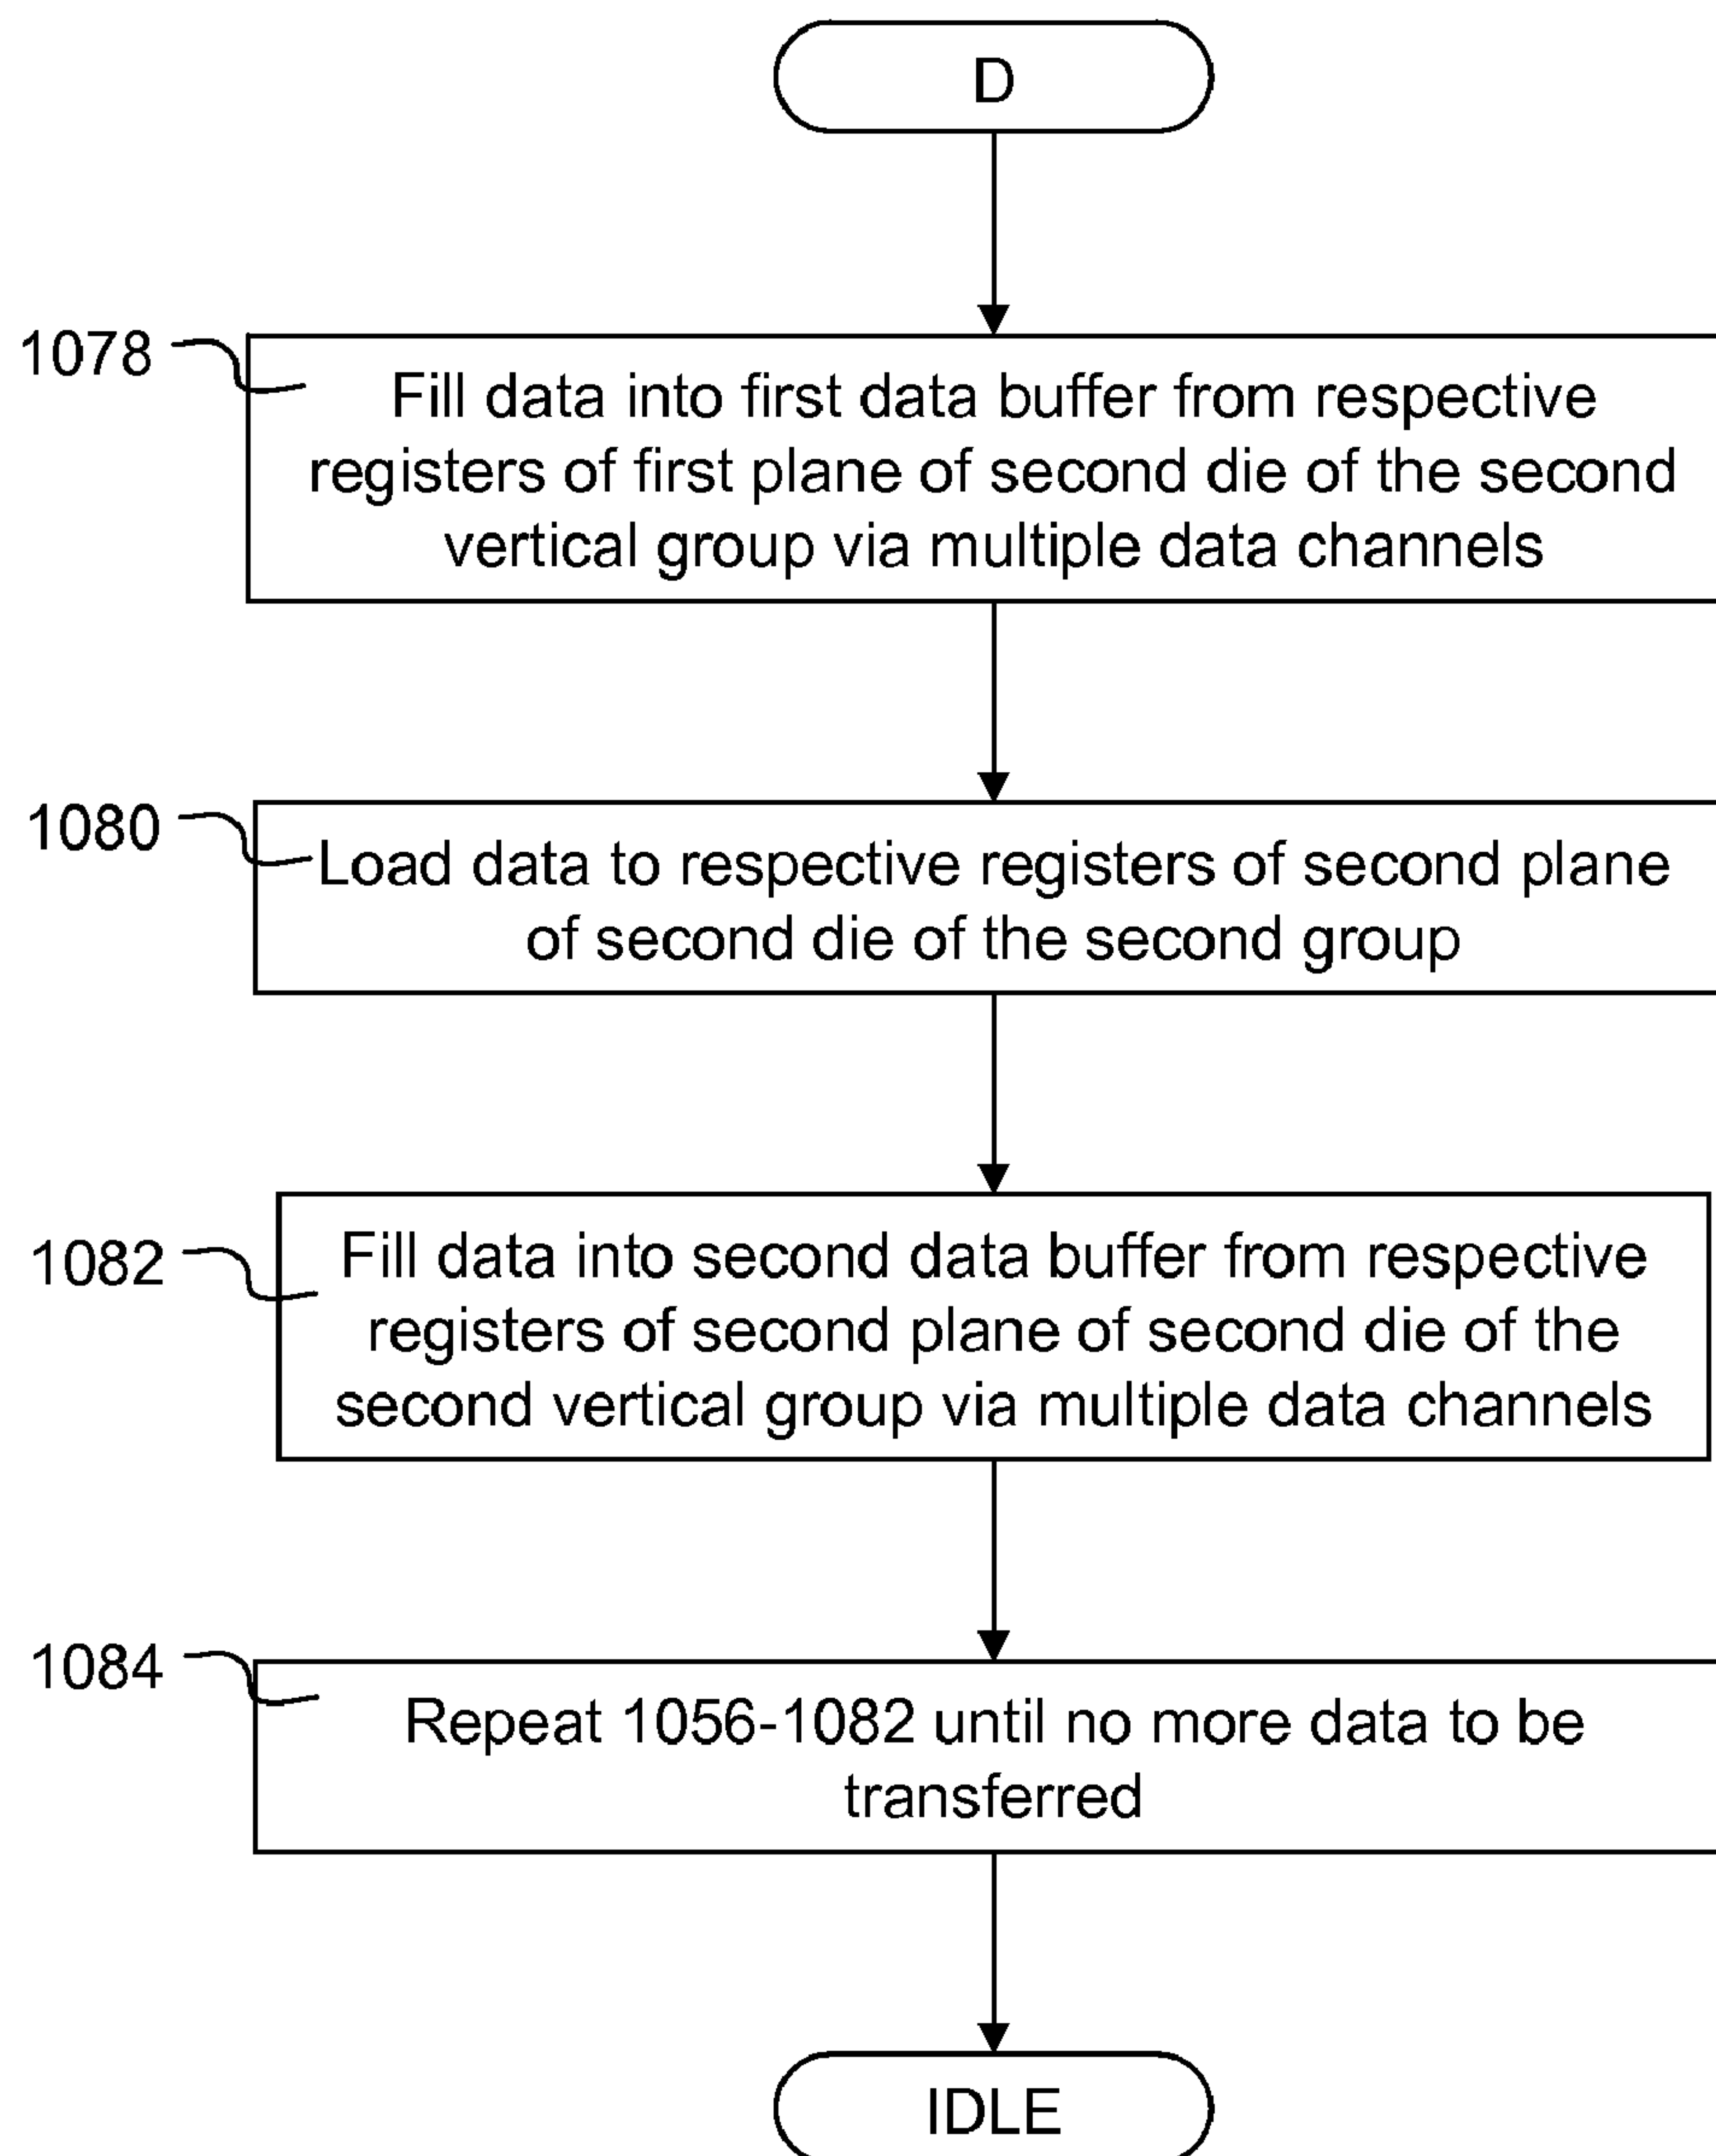 D
1078
Fill data into first data buffer from respective
registers of first plane of second die of the second
vertical group via multiple data channels
1080
Load data to respective registers of second plane
of second die of the second group
1082
Fill data into second data buffer from respective
registers of second plane of second die of the
second vertical group via multiple data channels
1084
Repeat 1056-1082 until no more data to be
transferred
IDLE